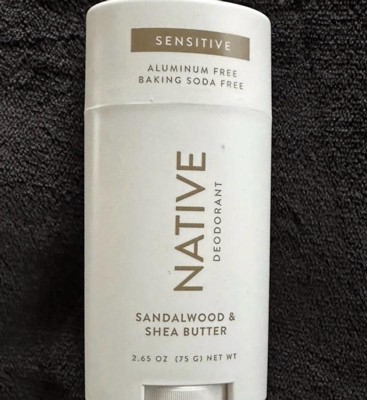 SENSITIVE
ALUMINUM FREE
BAKING SODA FREE
NATIVE
DEODORANT
SANDALWOOD &
SHEA BUTTER
2.65 OZ (75 G) NET WT